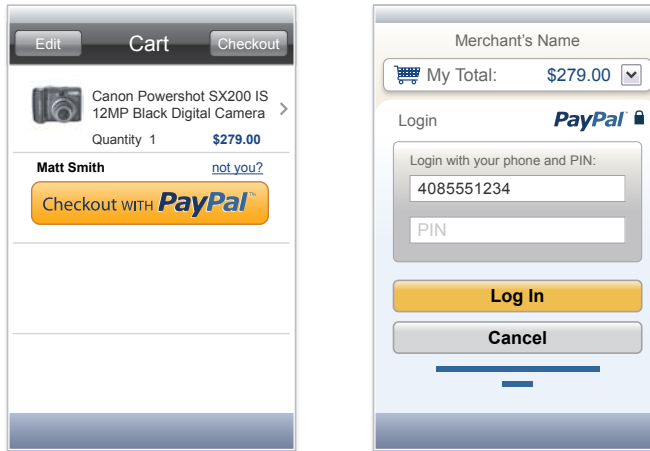 Edit Cart Checkout
Canon Powershot SX200 IS
12MP Black Digital Camera
Quantity 1 $279.00
Matt Smith not you?
Checkout WITH PayPal™
Merchant's Name
My Total: $279.00
Login PayPal™
Login with your phone and PIN:
4085551234
PIN
Log In
Cancel